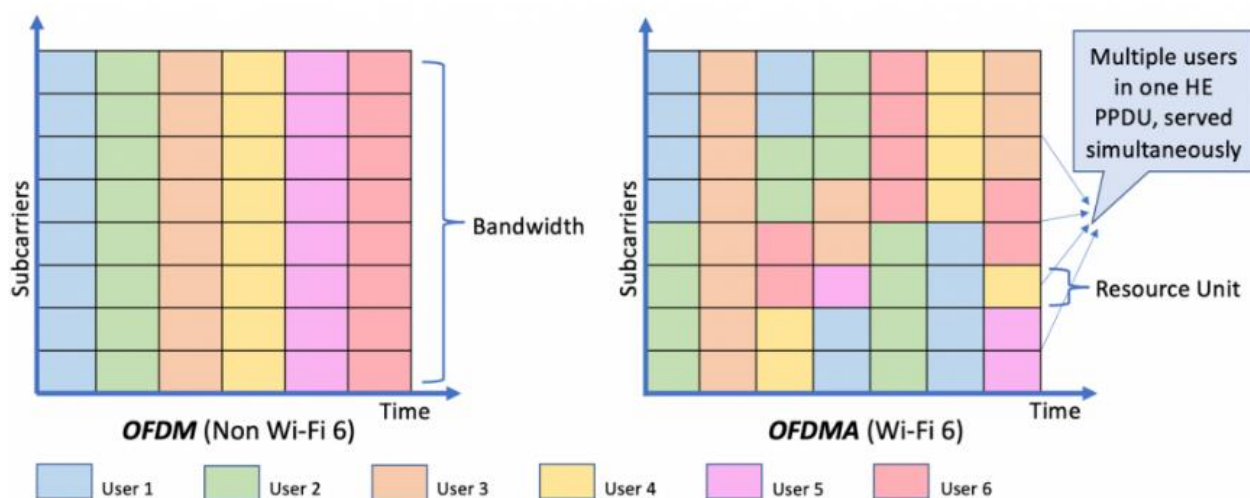 Subcarriers
Bandwidth
Time
OFDM (Non Wi-Fi 6)
Subcarriers
Multiple users
in one HE
PPDU, served
simultaneously
Resource Unit
Time
OFDMA (Wi-Fi 6)
User 1
User 2
User 3
User 4
User 5
User 6